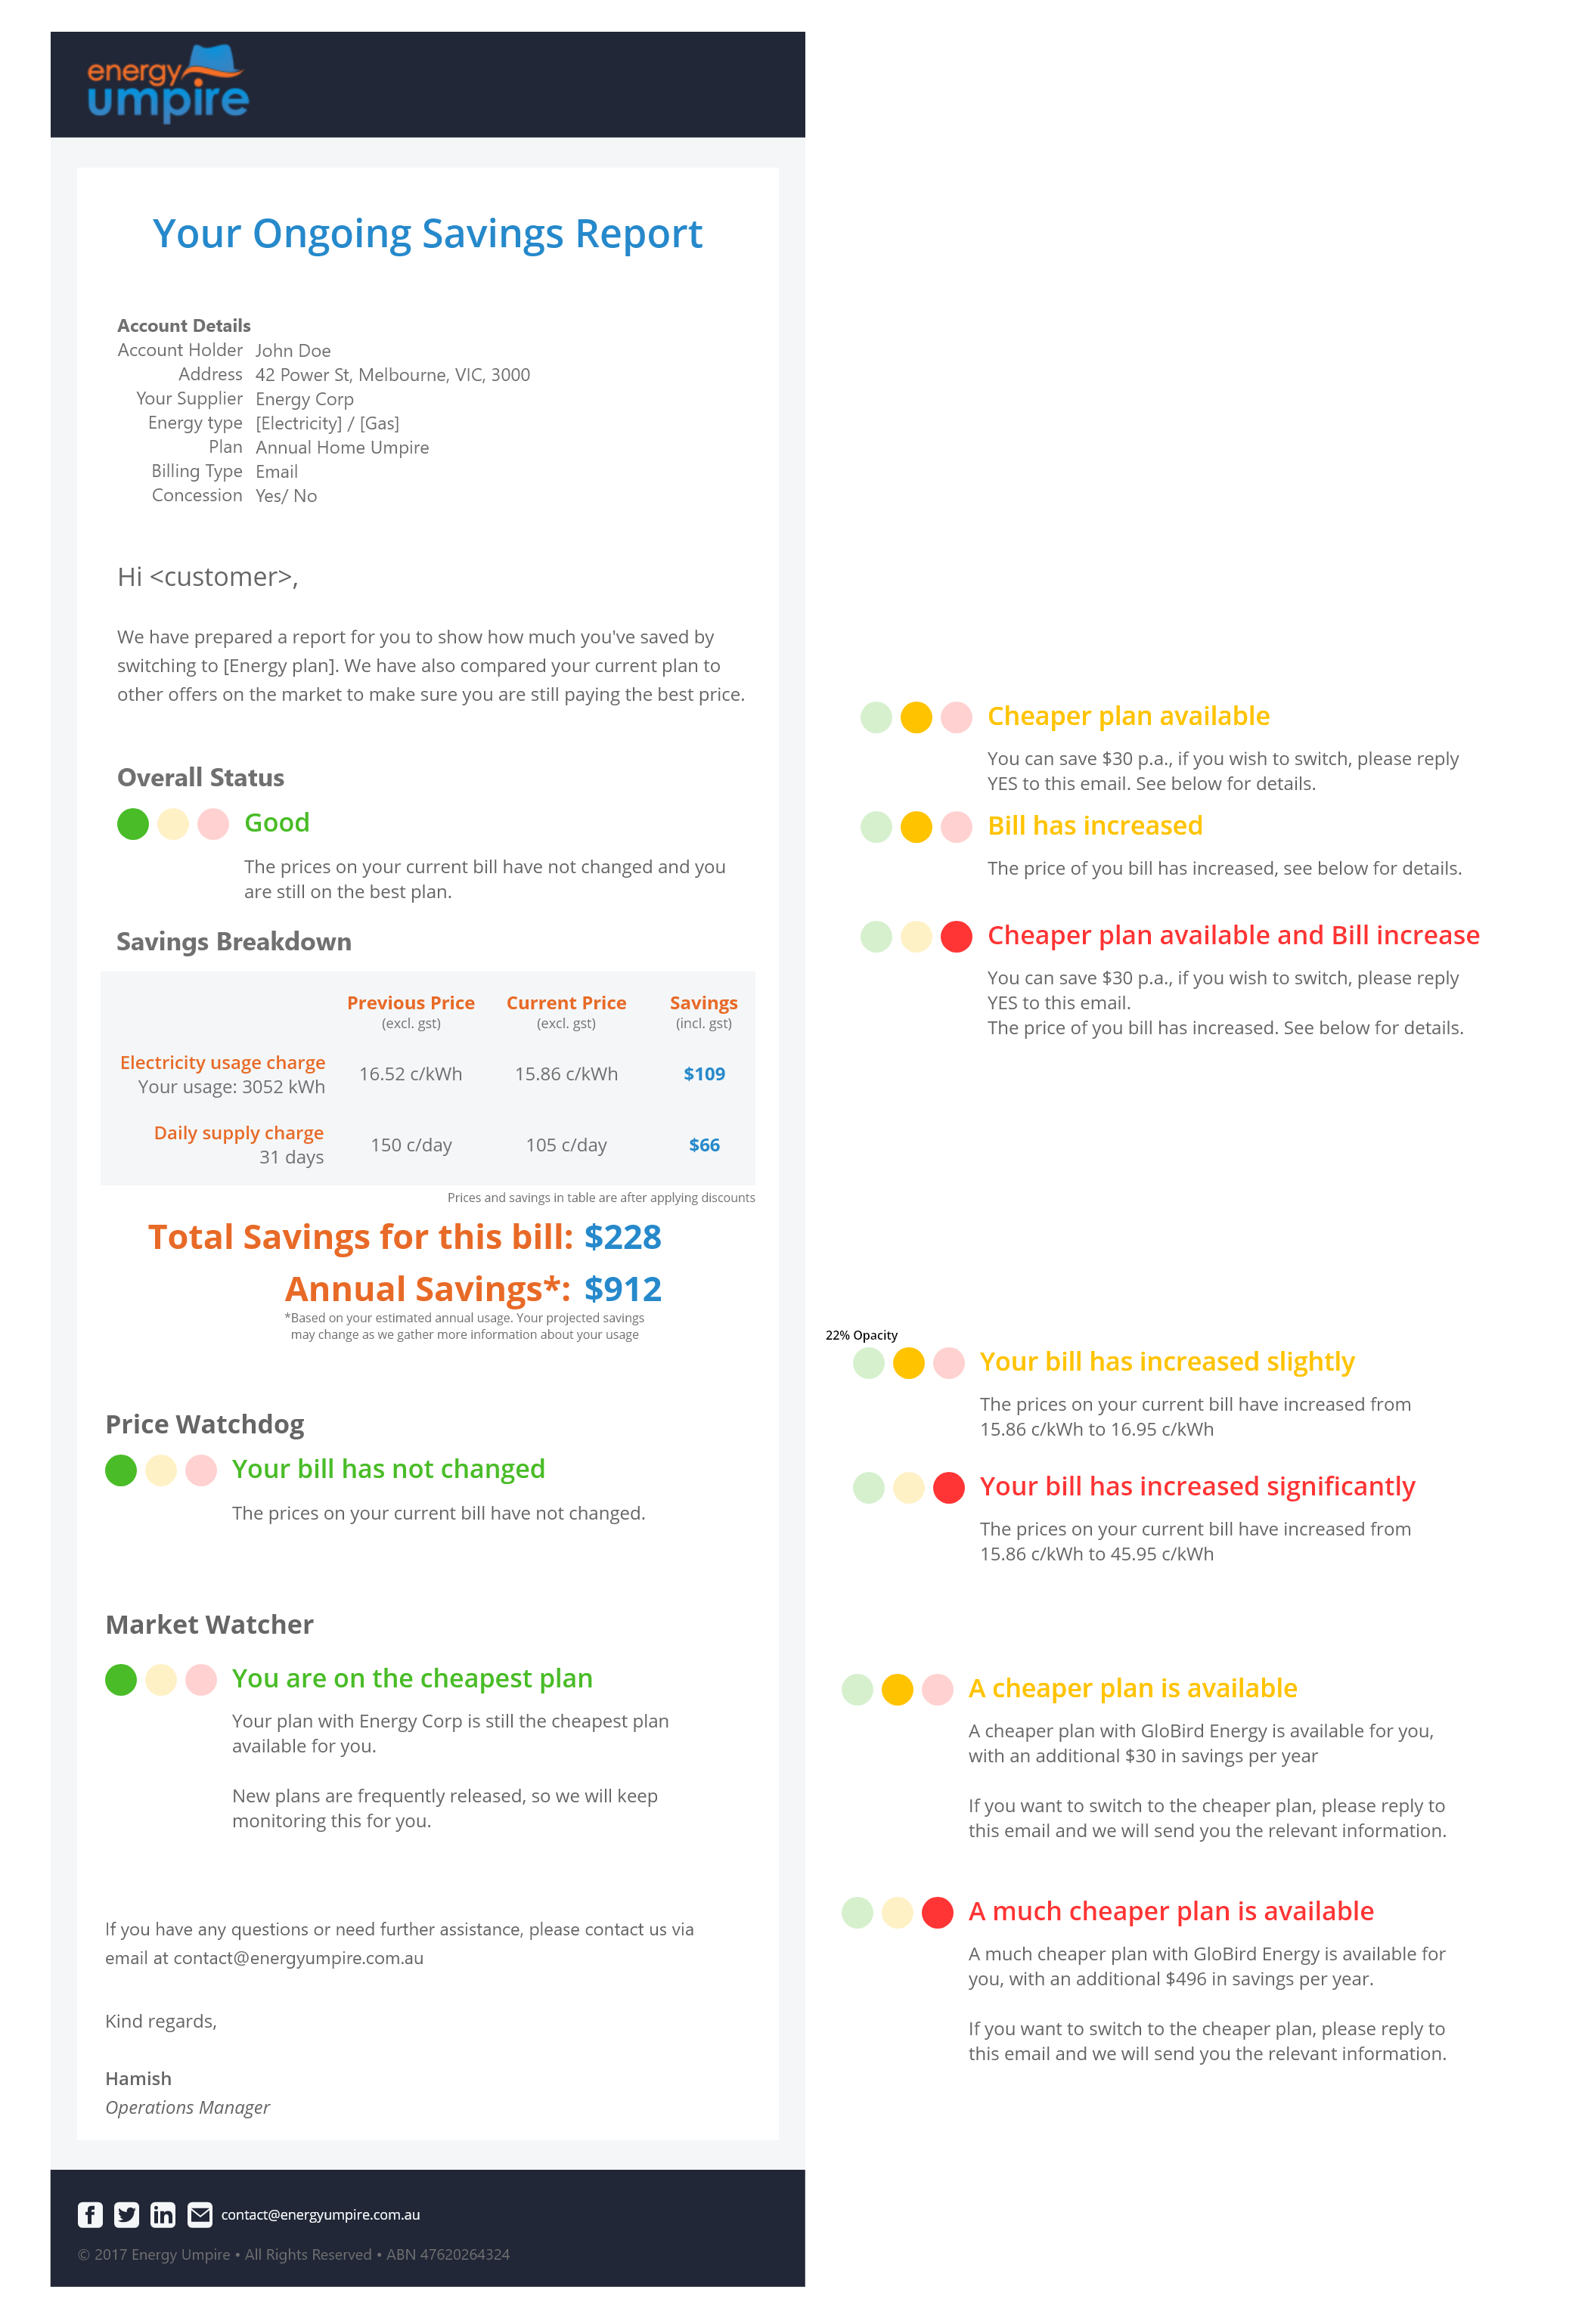 energy
umpire
Your Ongoing Savings Report
Account Details
Account Holder John Doe
Address 42 Power St, Melbourne, VIC, 3000
Your Supplier Energy Corp
Energy type [Electricity] / [Gas]
Plan Annual Home Umpire
Billing Type Email
Concession Yes/ No
Hi <customer>,
We have prepared a report for you to show how much you've saved by
switching to [Energy plan]. We have also compared your current plan to
other offers on the market to make sure you are still paying the best price.
Overall Status
Good
The prices on your current bill have not changed and you
are still on the best plan.
Savings Breakdown
Previous Price Current Price Savings
(excl. gst) (excl. gst) (incl. gst)
Electricity usage charge
Your usage: 3052 kWh 16.52 c/kWh 15.86 c/kWh $109
Daily supply charge
31 days 150 c/day 105 c/day $66
Prices and savings in table are after applying discounts
Total Savings for this bill: $228
Annual Savings*: $912
*Based on your estimated annual usage. Your projected savings
may change as we gather more information about your usage
Price Watchdog
Your bill has not changed
The prices on your current bill have not changed.
Market Watcher
You are on the cheapest plan
Your plan with Energy Corp is still the cheapest plan
available for you.
New plans are frequently released, so we will keep
monitoring this for you.
If you have any questions or need further assistance, please contact us via
email at contact@energyumpire.com.au
Kind regards,
Hamish
Operations Manager
contact@energyumpire.com.au
© 2017 Energy Umpire • All Rights Reserved • ABN 47620264324
Cheaper plan available
You can save $30 p.a., if you wish to switch, please reply
YES to this email. See below for details.
Bill has increased
The price of you bill has increased, see below for details.
Cheaper plan available and Bill increase
You can save $30 p.a., if you wish to switch, please reply
YES to this email.
The price of you bill has increased. See below for details.
22% Opacity
Your bill has increased slightly
The prices on your current bill have increased from
15.86 c/kWh to 16.95 c/kWh
Your bill has increased significantly
The prices on your current bill have increased from
15.86 c/kWh to 45.95 c/kWh
A cheaper plan is available
A cheaper plan with GloBird Energy is available for you,
with an additional $30 in savings per year
If you want to switch to the cheaper plan, please reply to
this email and we will send you the relevant information.
A much cheaper plan is available
A much cheaper plan with GloBird Energy is available for
you, with an additional $496 in savings per year.
If you want to switch to the cheaper plan, please reply to
this email and we will send you the relevant information.